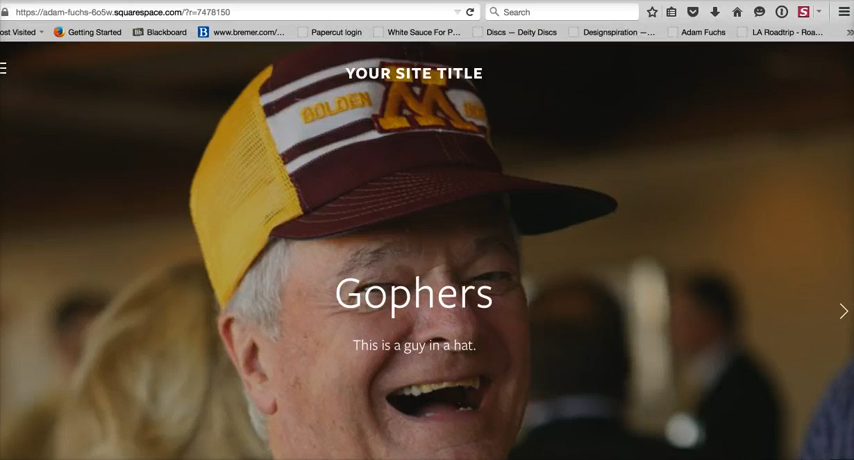 https://adam-fuchs-6o5w.squarespace.com/?r=7478150
Search
S
ost Visited
Getting Started
Bb
Blackboard
B
www.bremer.com/...
Papercut login
White Sauce For P...
Discs — Deity Discs
Designspiration —...
Adam Fuchs
LA Roadtrip - Roa...
YOUR SITE TITLE
GOLDEN
M
Gophers
This is a guy in a hat.